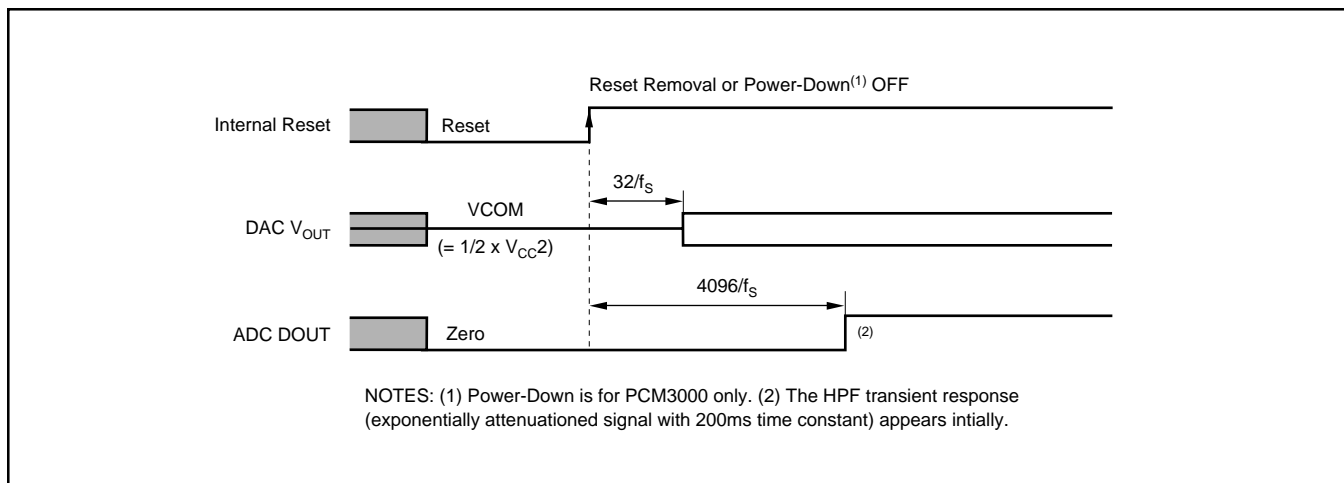 Reset Removal or Power-Down(1) OFF
Internal Reset
Reset
32/fS
DAC VOUT
VCOM
(= 1/2 x VCC2)
4096/fS
ADC DOUT
Zero
(2)
NOTES: (1) Power-Down is for PCM3000 only. (2) The HPF transient response
(exponentially attenuationed signal with 200ms time constant) appears intially.